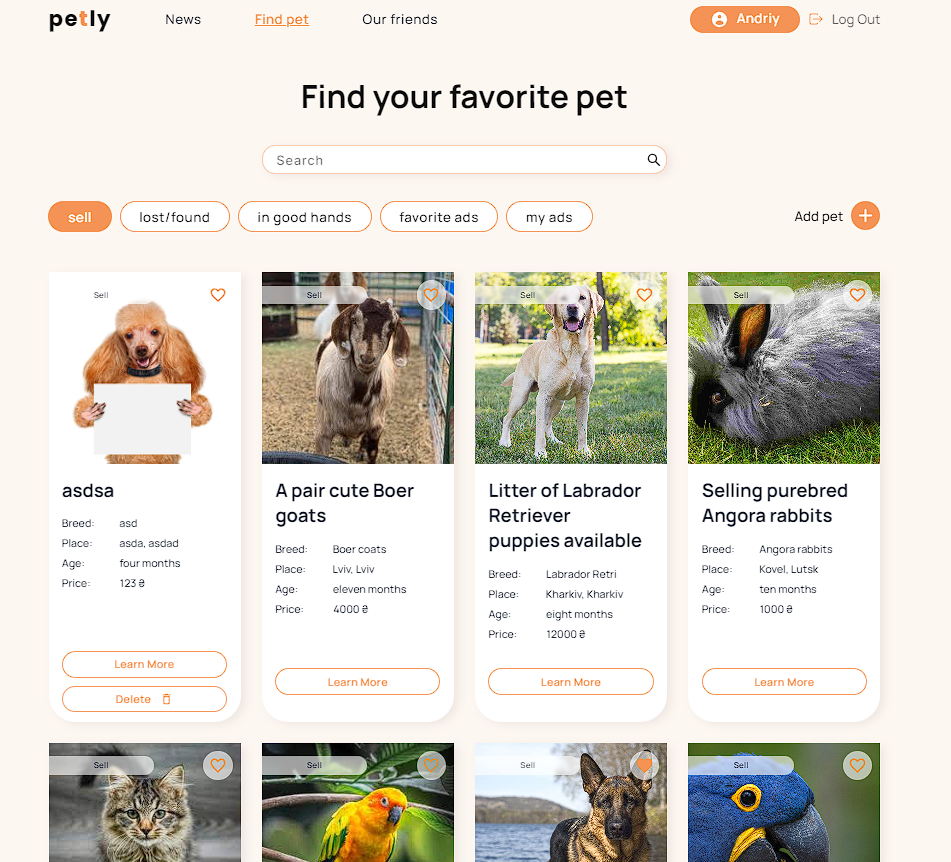 petly
News
Find pet
Our friends
Andriy
Log Out
Find your favorite pet
Search
sell
lost/found
in good hands
favorite ads
my ads
Add pet
Sell
asdsa
Breed: asd
Place: asda, asdad
Age: four months
Price: 123 ₴
Learn More
Delete
Sell
A pair cute Boer
goats
Breed: Boer coats
Place: Lviv, Lviv
Age: eleven months
Price: 4000 ₴
Learn More
Sell
Litter of Labrador
Retriever
puppies available
Breed: Labrador Retri
Place: Kharkiv, Kharkiv
Age: eight months
Price: 12000 ₴
Learn More
Sell
Selling purebred
Angora rabbits
Breed: Angora rabbits
Place: Kovel, Lutsk
Age: ten months
Price: 1000 ₴
Learn More
Sell
Sell
Sell
Sell